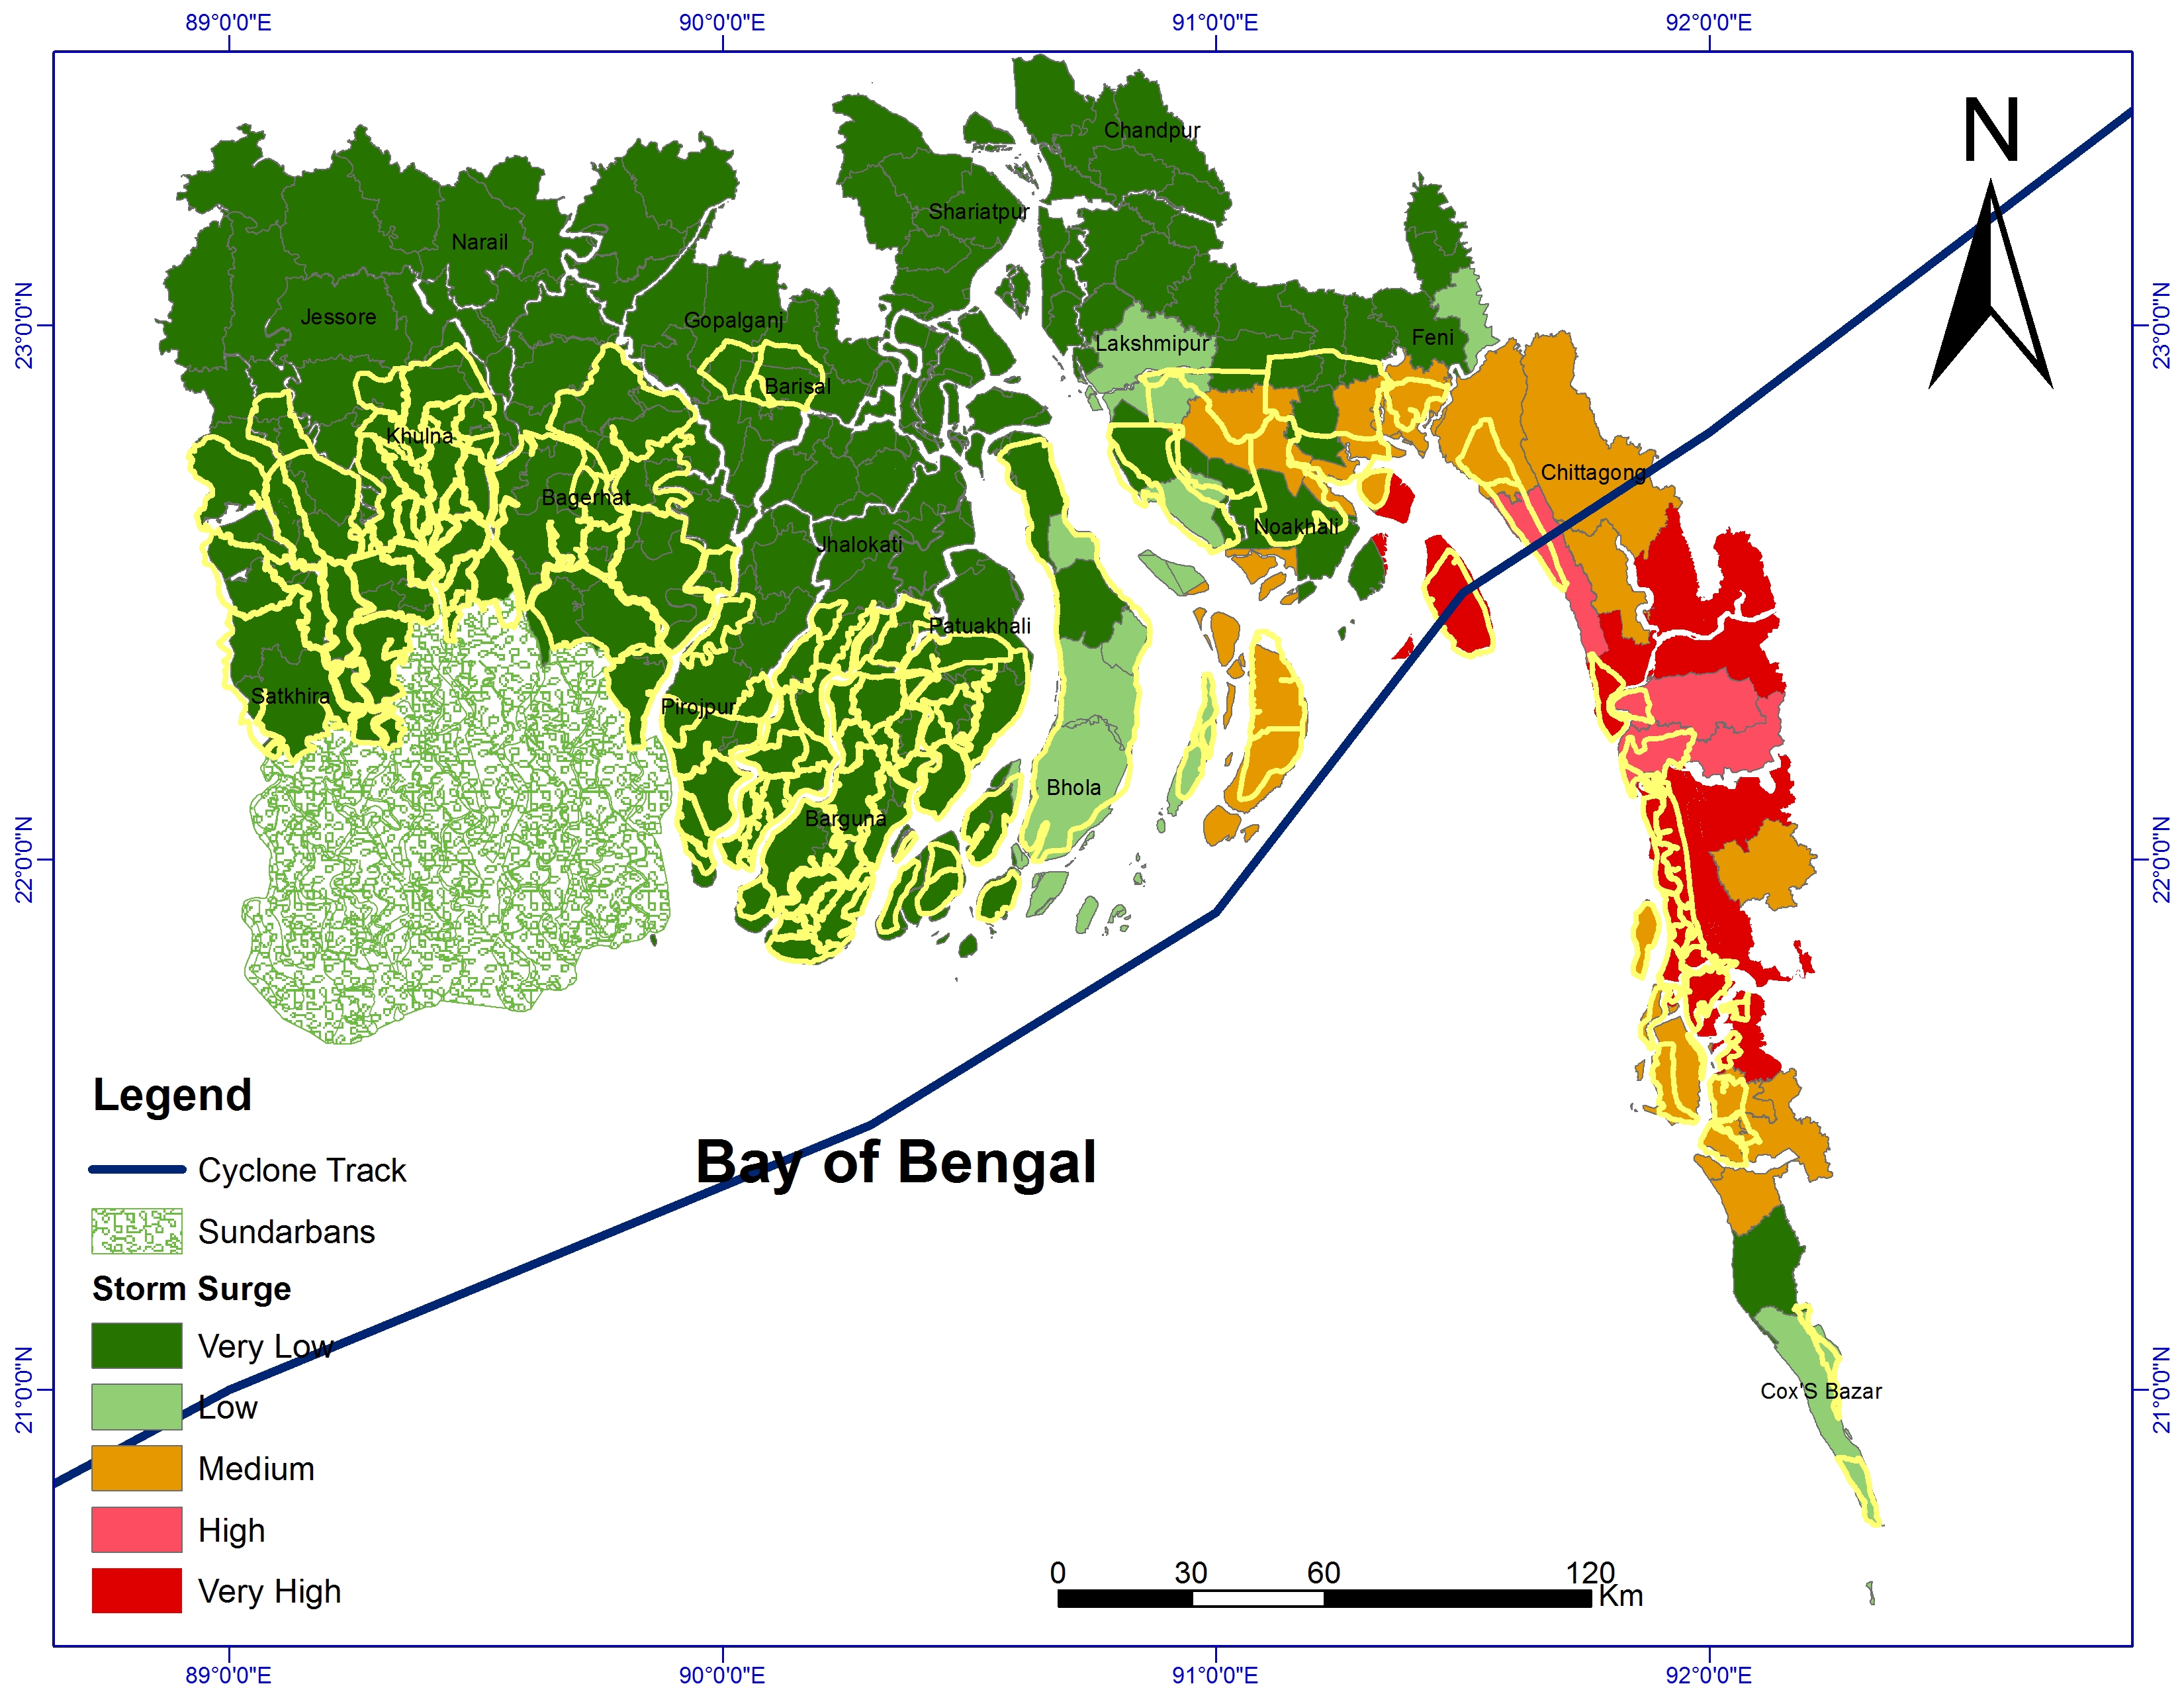 89°0'0"E 90°0'0"E 91°0'0"E 92°0'0"E
N
Chandpur
Shariatpur
Narail
23°0'0"N
23°0'0"N
Jessore
Gopalganj
Lakshmipur
Feni
Barisal
Khulna
Chittagong
Bagerhat
Noakhali
Jhalokati
Patuakhali
Satkhira
Pirojpur
Bhola
Barguna
22°0'0"N
22°0'0"N
Legend
Cyclone Track
Bay of Bengal
Sundarbans
Storm Surge
Very Low
Low
Medium
High
Very High
21°0'0"N
21°0'0"N
Cox'S Bazar
0 30 60 120
Km
89°0'0"E 90°0'0"E 91°0'0"E 92°0'0"E